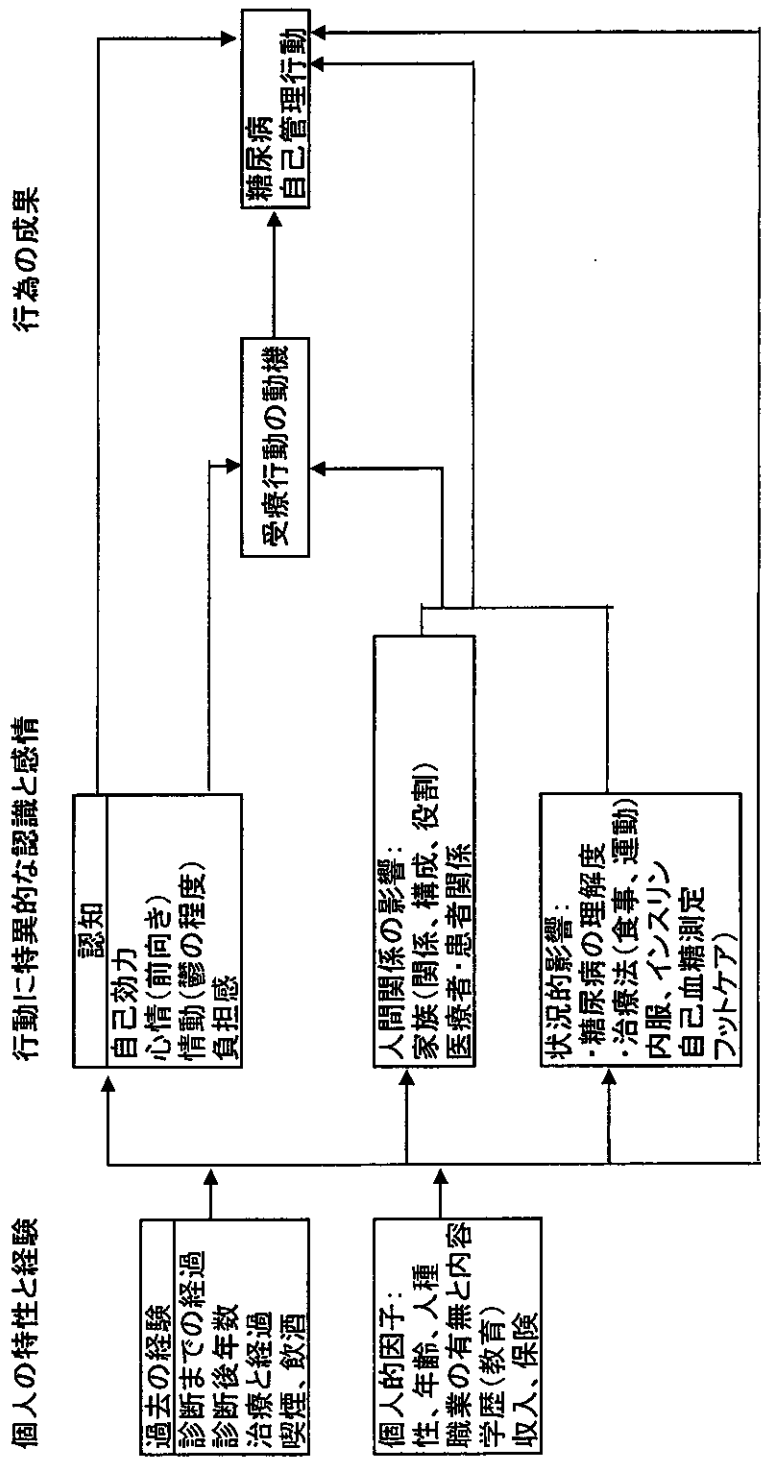 個人の特性と経験
行動に特異的な認識と感情
行為の成果
過去の経験
診断までの経過
診断後年数
治療と経過
喫煙、飲酒
個人的因子:
性、年齢、人種
職業の有無と内容
学歴(教育)
収入、保険
認知
自己効力
心情(前向き)
情動(鬱の程度)
負担感
人間関係の影響:
家族(関係、構成、役割)
医療者・患者関係
状況的影響:
・糖尿病の理解度
・治療法(食事、運動)
内服、インスリン
自己血糖測定
フットケア)
受療行動の動機
糖尿病
自己管理行動